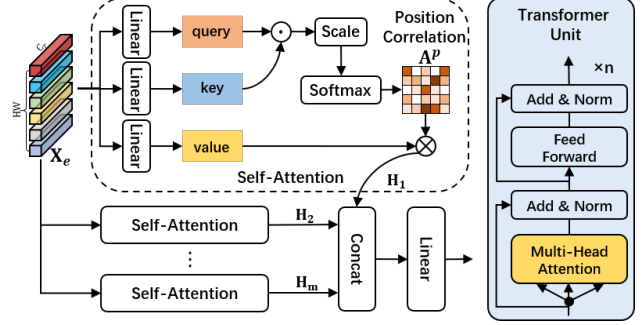 C_e
HW
X_e
Linear
query
Scale
Position
Correlation
A^p
Linear
key
Softmax
Linear
value
Self-Attention
H_1
Self-Attention
H_2
Self-Attention
H_m
Concat
Linear
Transformer
Unit
×n
Add & Norm
Feed
Forward
Add & Norm
Multi-Head
Attention